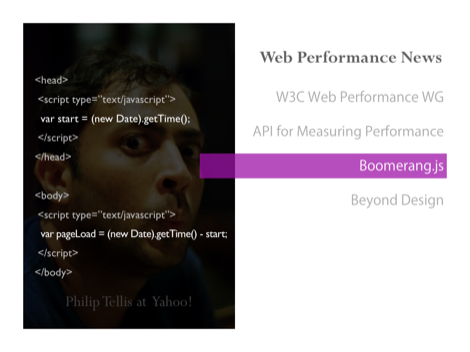 Web Performance News
<head>
<script type="text/javascript">
var start = (new Date).getTime();
</script>
</head>
<body>
<script type="text/javascript">
var pageLoad = (new Date).getTime() - start;
</script>
</body>
Philip Tellis at Yahoo!
W3C Web Performance WG
API for Measuring Performance
Boomerang.js
Beyond Design